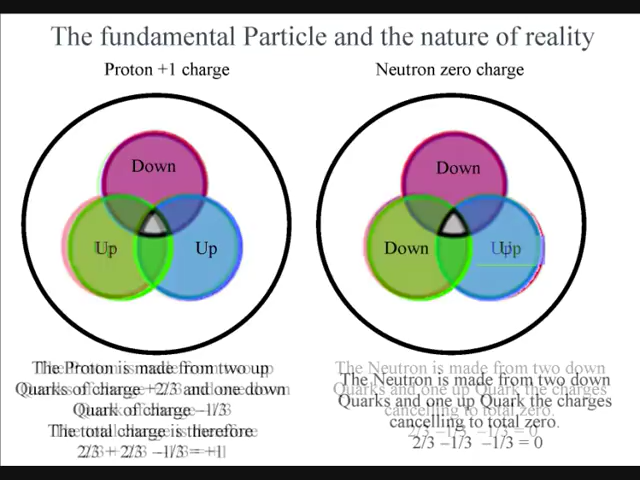 The fundamental Particle and the nature of reality
Proton +1 charge
Neutron zero charge
Down
Up
Up
Down
Down
Up
The Proton is made from two up
Quarks of charge +2/3 and one down
Quark of charge –1/3
The total charge is therefore
2/3 + 2/3 –1/3 = +1
The Neutron is made from two down
Quarks and one up Quark the charges
cancelling to total zero.
2/3 –1/3 –1/3 = 0